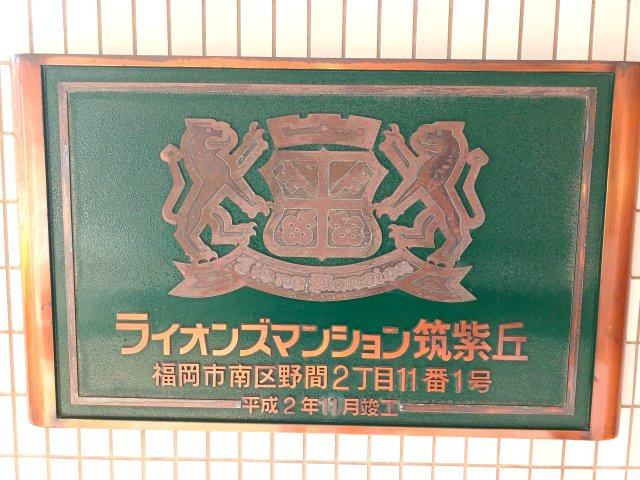 Lions Mansion
ライオンズマンション筑紫丘
福岡市南区野間2丁目11番1号
平成2年11月竣工